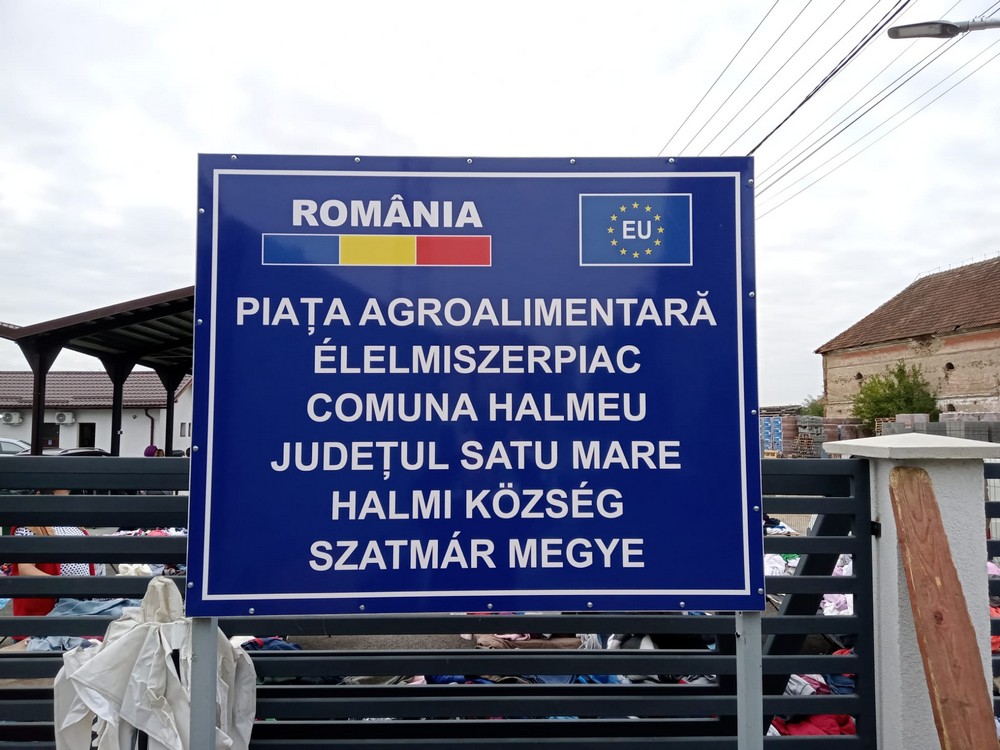 ROMÂNIA
EU
PIAȚA AGROALIMENTARĂ
ÉLELMISZERPIAC
COMUNA HALMEU
JUDEȚUL SATU MARE
HALMI KÖZSÉG
SZATMÁR MEGYE